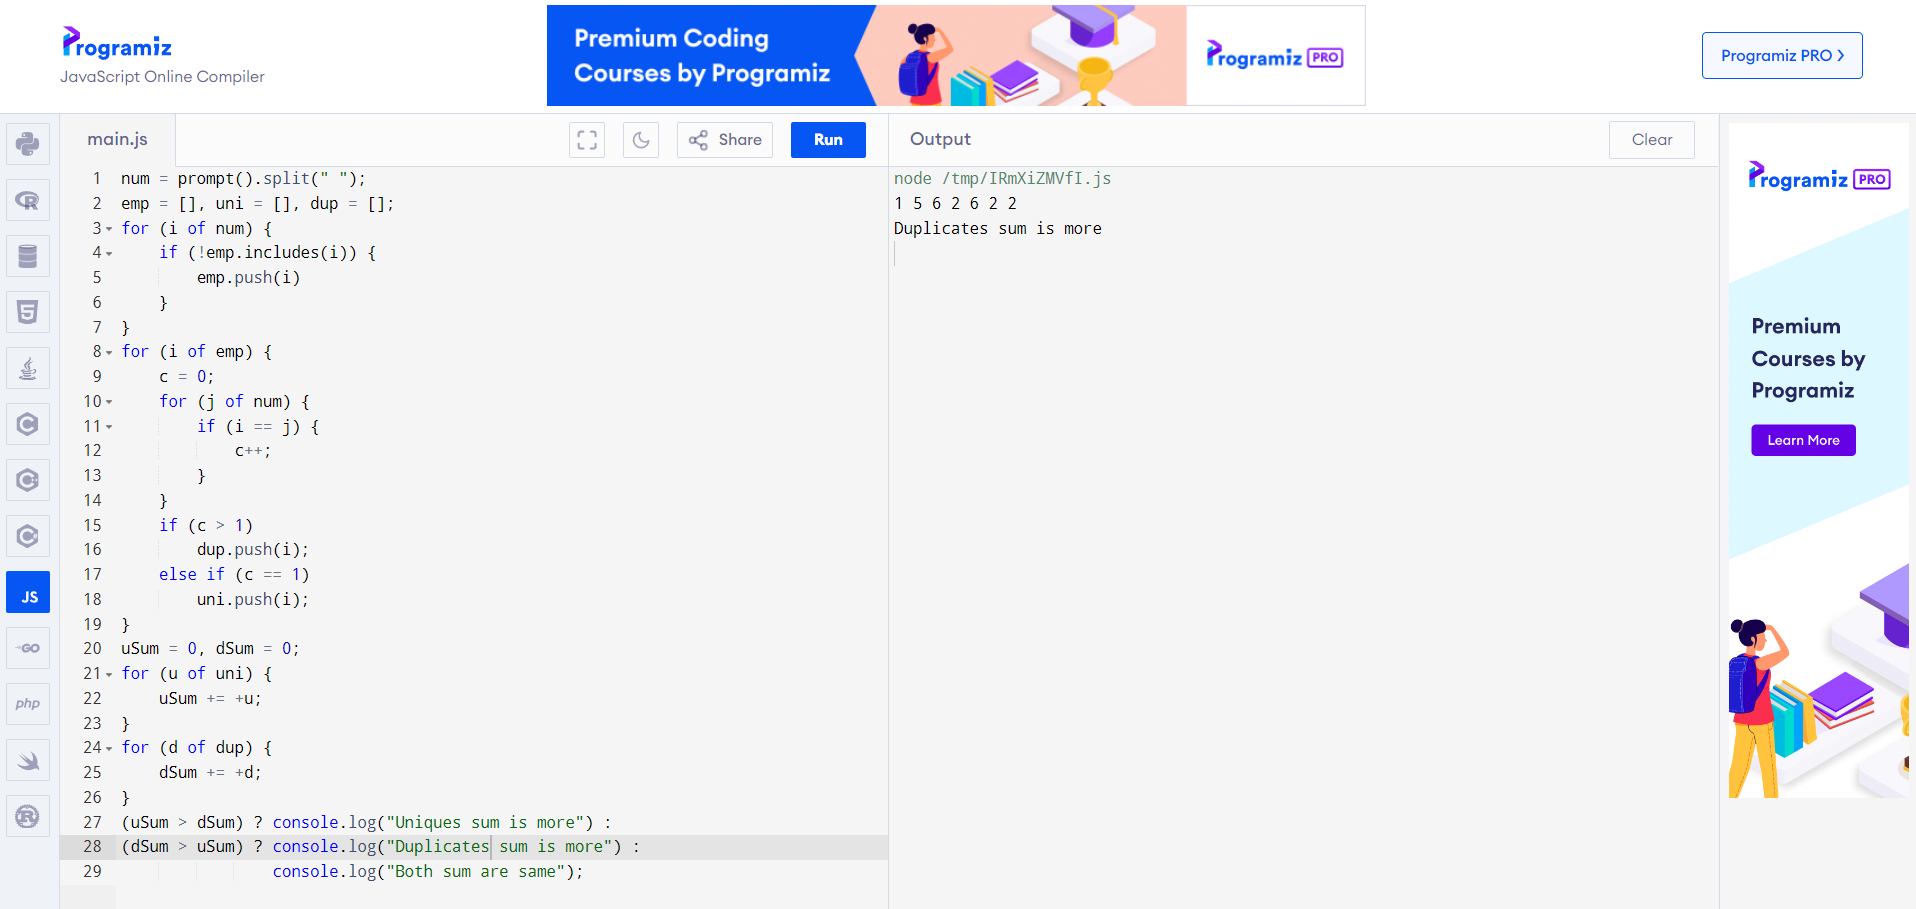 Programiz
JavaScript Online Compiler
Premium Coding
Courses by Programiz
Programiz PRO
Programiz PRO
main.js
Share
Run
Output
Clear
1 num = prompt().split(" ");
2 emp = [], uni = [], dup = [];
3 for (i of num) {
4 if (!emp.includes(i)) {
5 emp.push(i)
6 }
7 }
8 for (i of emp) {
9 c = 0;
10 for (j of num) {
11 if (i == j) {
12 c++;
13 }
14 }
15 if (c > 1)
16 dup.push(i);
17 else if (c == 1)
18 uni.push(i);
19 }
20 uSum = 0, dSum = 0;
21 for (u of uni) {
22 uSum += +u;
23 }
24 for (d of dup) {
25 dSum += +d;
26 }
27 (uSum > dSum) ? console.log("Uniques sum is more") :
28 (dSum > uSum) ? console.log("Duplicates sum is more") :
29 console.log("Both sum are same");
node /tmp/IRmXiZMVfI.js
1 5 6 2 6 2 2
Duplicates sum is more
R
5
C
C
C
JS
GO
php
R
Programiz PRO
Premium
Courses by
Programiz
Learn More